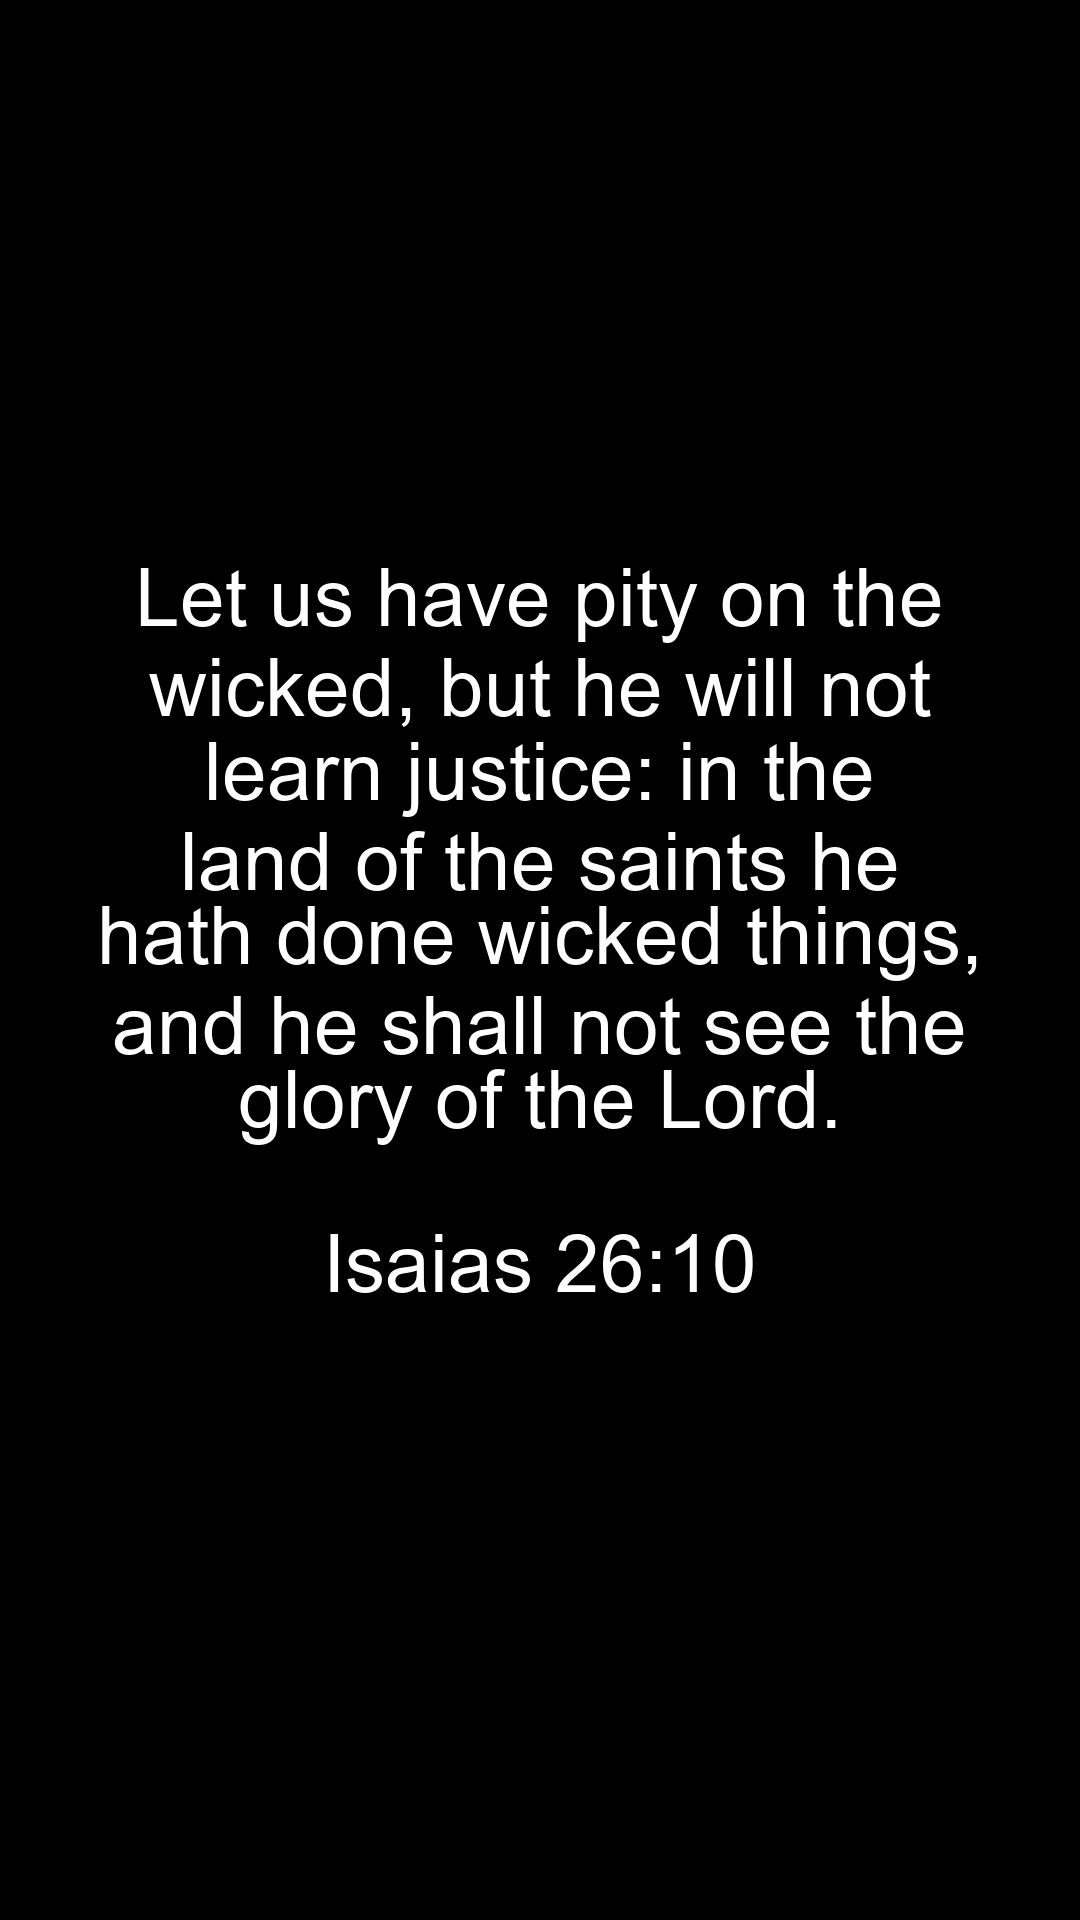 Let us have pity on the
wicked, but he will not
learn justice: in the
land of the saints he
hath done wicked things,
and he shall not see the
glory of the Lord.
Isaias 26:10